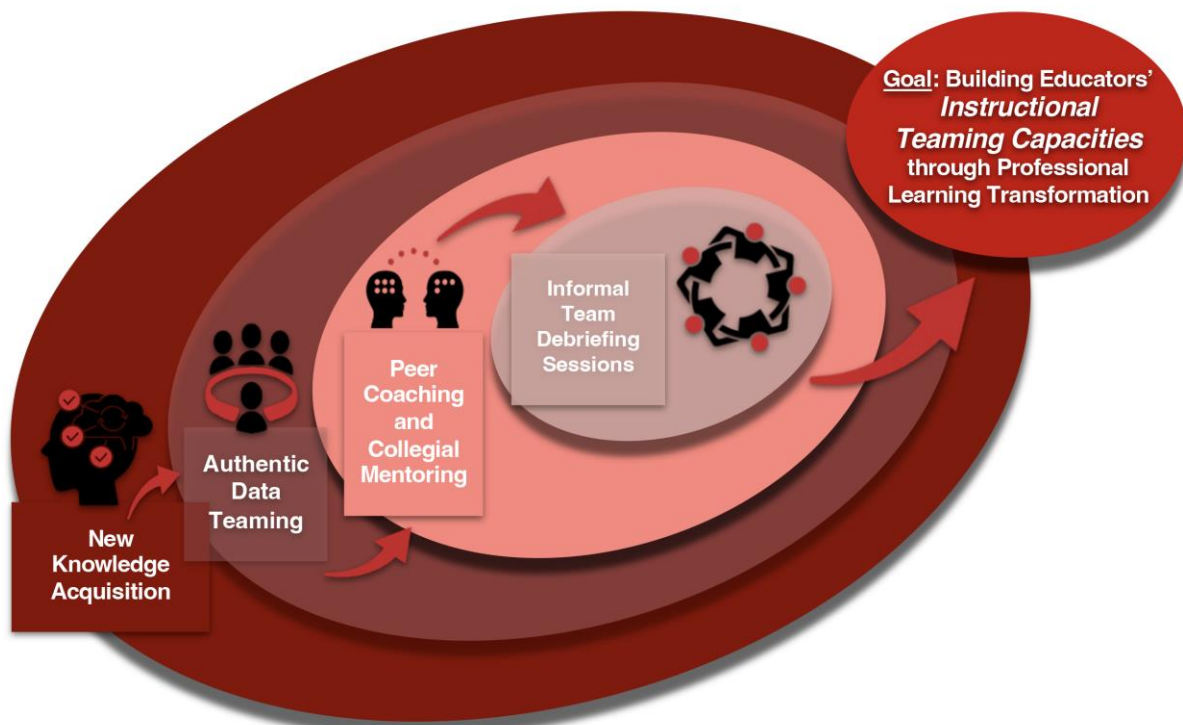 Goal: Building Educators'
Instructional
Teaming Capacities
through Professional
Learning Transformation
Informal
Team
Debriefing
Sessions
Peer
Coaching
and
Collegial
Mentoring
Authentic
Data
Teaming
New
Knowledge
Acquisition